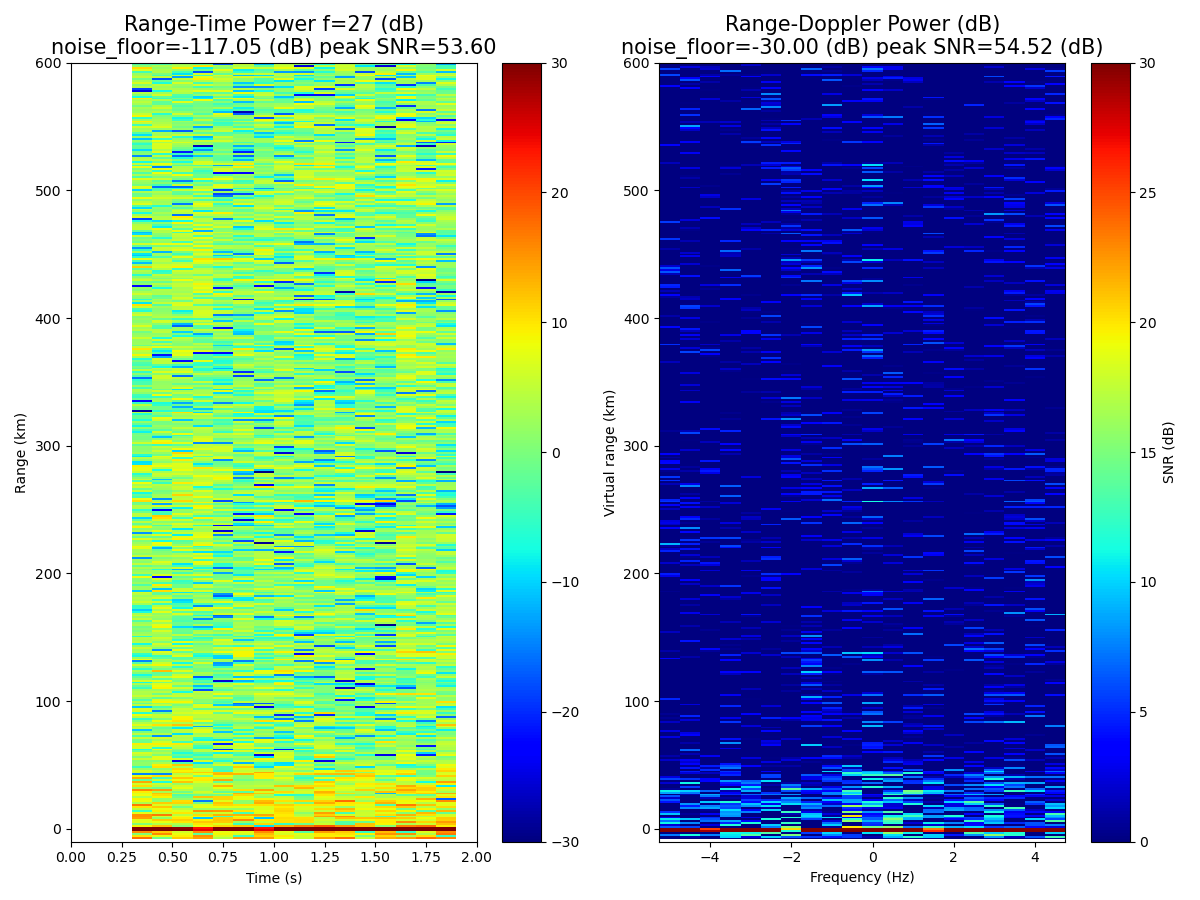 Range-Time Power f=27 (dB)
noise_floor=-117.05 (dB) peak SNR=53.60
600
500
400
300
200
100
0
Range (km)
0.00 0.25 0.50 0.75 1.00 1.25 1.50 1.75 2.00
Time (s)
30
20
10
0
−10
−20
−30
Range-Doppler Power (dB)
noise_floor=-30.00 (dB) peak SNR=54.52 (dB)
600
500
400
300
200
100
0
Virtual range (km)
−4 −2 0 2 4
Frequency (Hz)
30
25
20
15
10
5
0
SNR (dB)